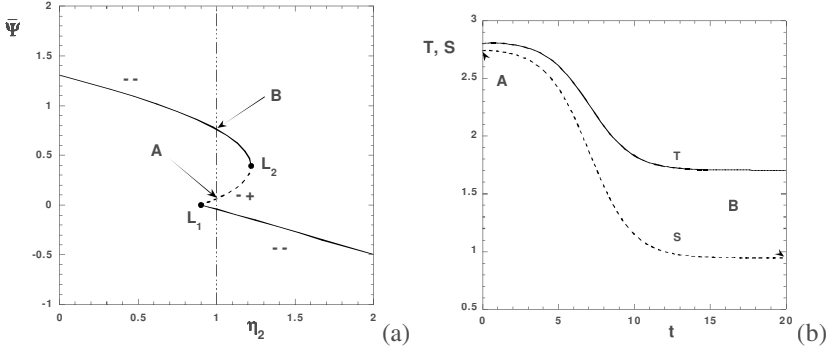 Ψ̄
2
1.5
1
0.5
0
-0.5
-1
0 0.5 1 1.5 2
η₂
- -
B
A
L₂
- +
L₁
- -
(a)
T, S
3
2.5
2
1.5
1
0.5
0 5 10 15 20
t
A
T
B
S
(b)